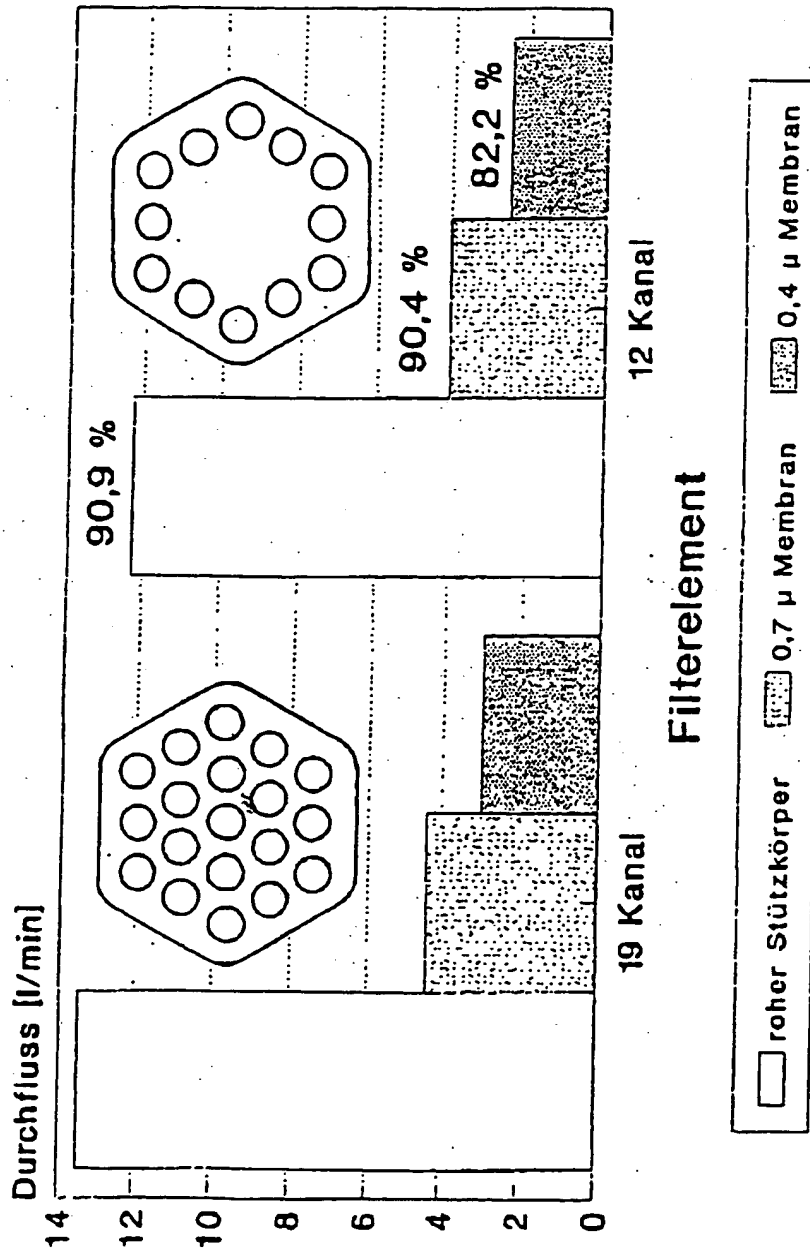 Durchfluss [l/min]
14
12
10
8
6
4
2
0
90,9 %
90,4 %
82,2 %
19 Kanal
12 Kanal
Filterelement
roher Stützkörper
0,7 µ Membran
0,4 µ Membran